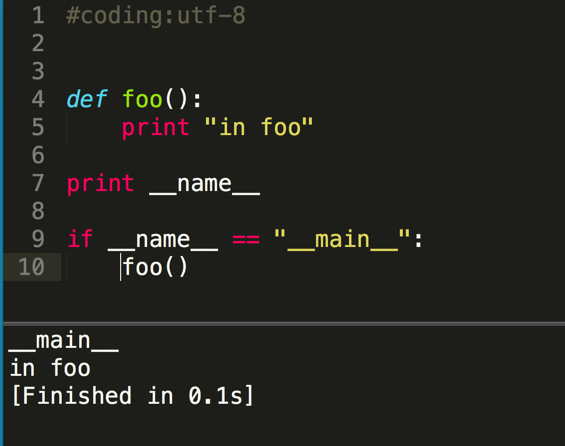 1 #coding:utf-8
2
3
4 def foo():
5     print "in foo"
6
7 print __name__
8
9 if __name__ == "__main__":
10     foo()
__main__
in foo
[Finished in 0.1s]